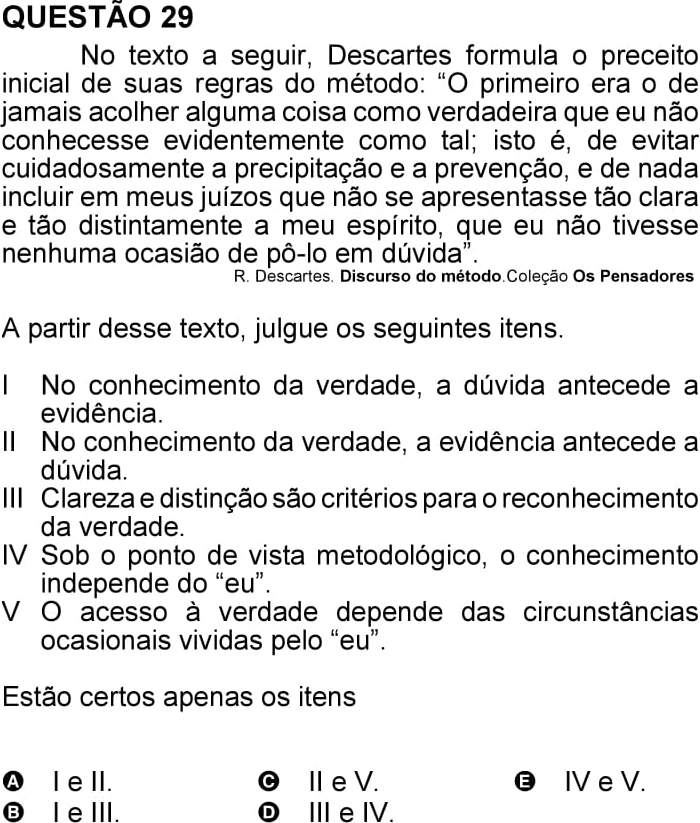 QUESTÃO 29
No texto a seguir, Descartes formula o preceito
inicial de suas regras do método: “O primeiro era o de
jamais acolher alguma coisa como verdadeira que eu não
conhecesse evidentemente como tal; isto é, de evitar
cuidadosamente a precipitação e a prevenção, e de nada
incluir em meus juízos que não se apresentasse tão clara
e tão distintamente a meu espírito, que eu não tivesse
nenhuma ocasião de pô-lo em dúvida”.
R. Descartes. Discurso do método.Coleção Os Pensadores
A partir desse texto, julgue os seguintes itens.
I No conhecimento da verdade, a dúvida antecede a
evidência.
II No conhecimento da verdade, a evidência antecede a
dúvida.
III Clareza e distinção são critérios para o reconhecimento
da verdade.
IV Sob o ponto de vista metodológico, o conhecimento
independe do “eu”.
V O acesso à verdade depende das circunstâncias
ocasionais vividas pelo “eu”.
Estão certos apenas os itens
A I e II.
B I e III.
C II e V.
D III e IV.
E IV e V.